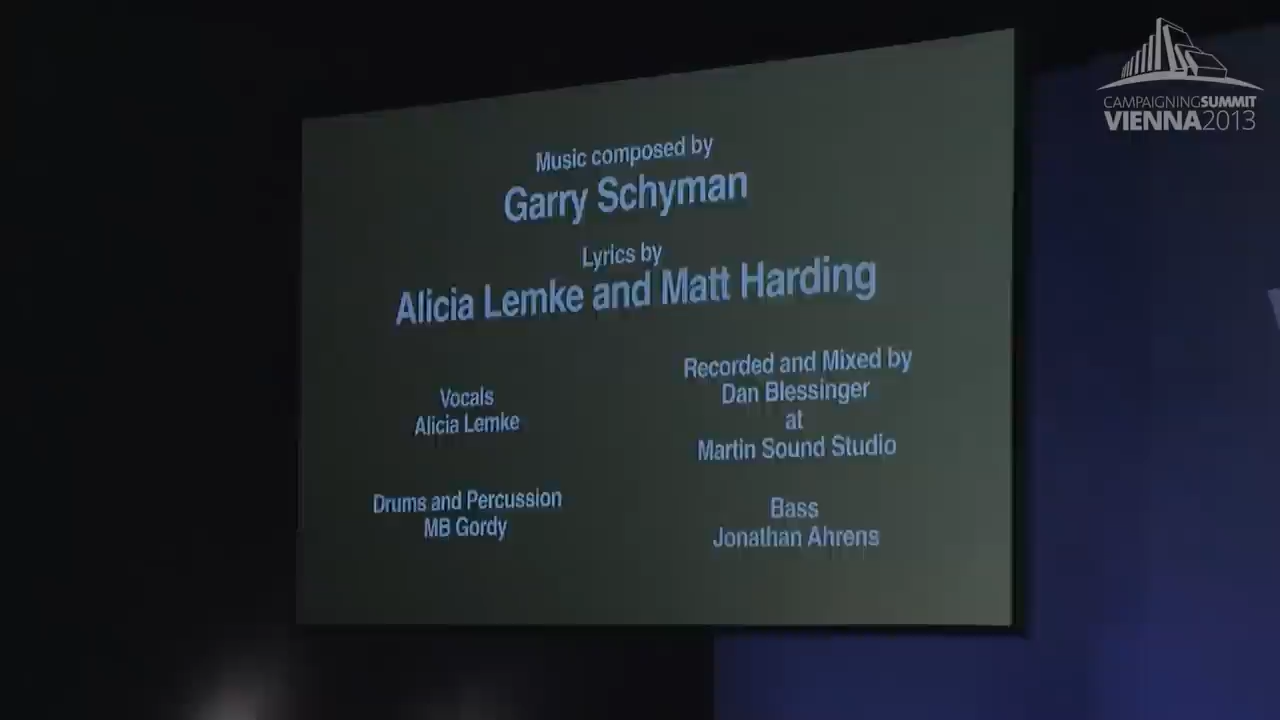 CAMPAIGNINGSUMMIT
VIENNA2013
Music composed by
Garry Schyman
Lyrics by
Alicia Lemke and Matt Harding
Vocals
Alicia Lemke
Recorded and Mixed by
Dan Blessinger
at
Martin Sound Studio
Drums and Percussion
MB Gordy
Bass
Jonathan Ahrens